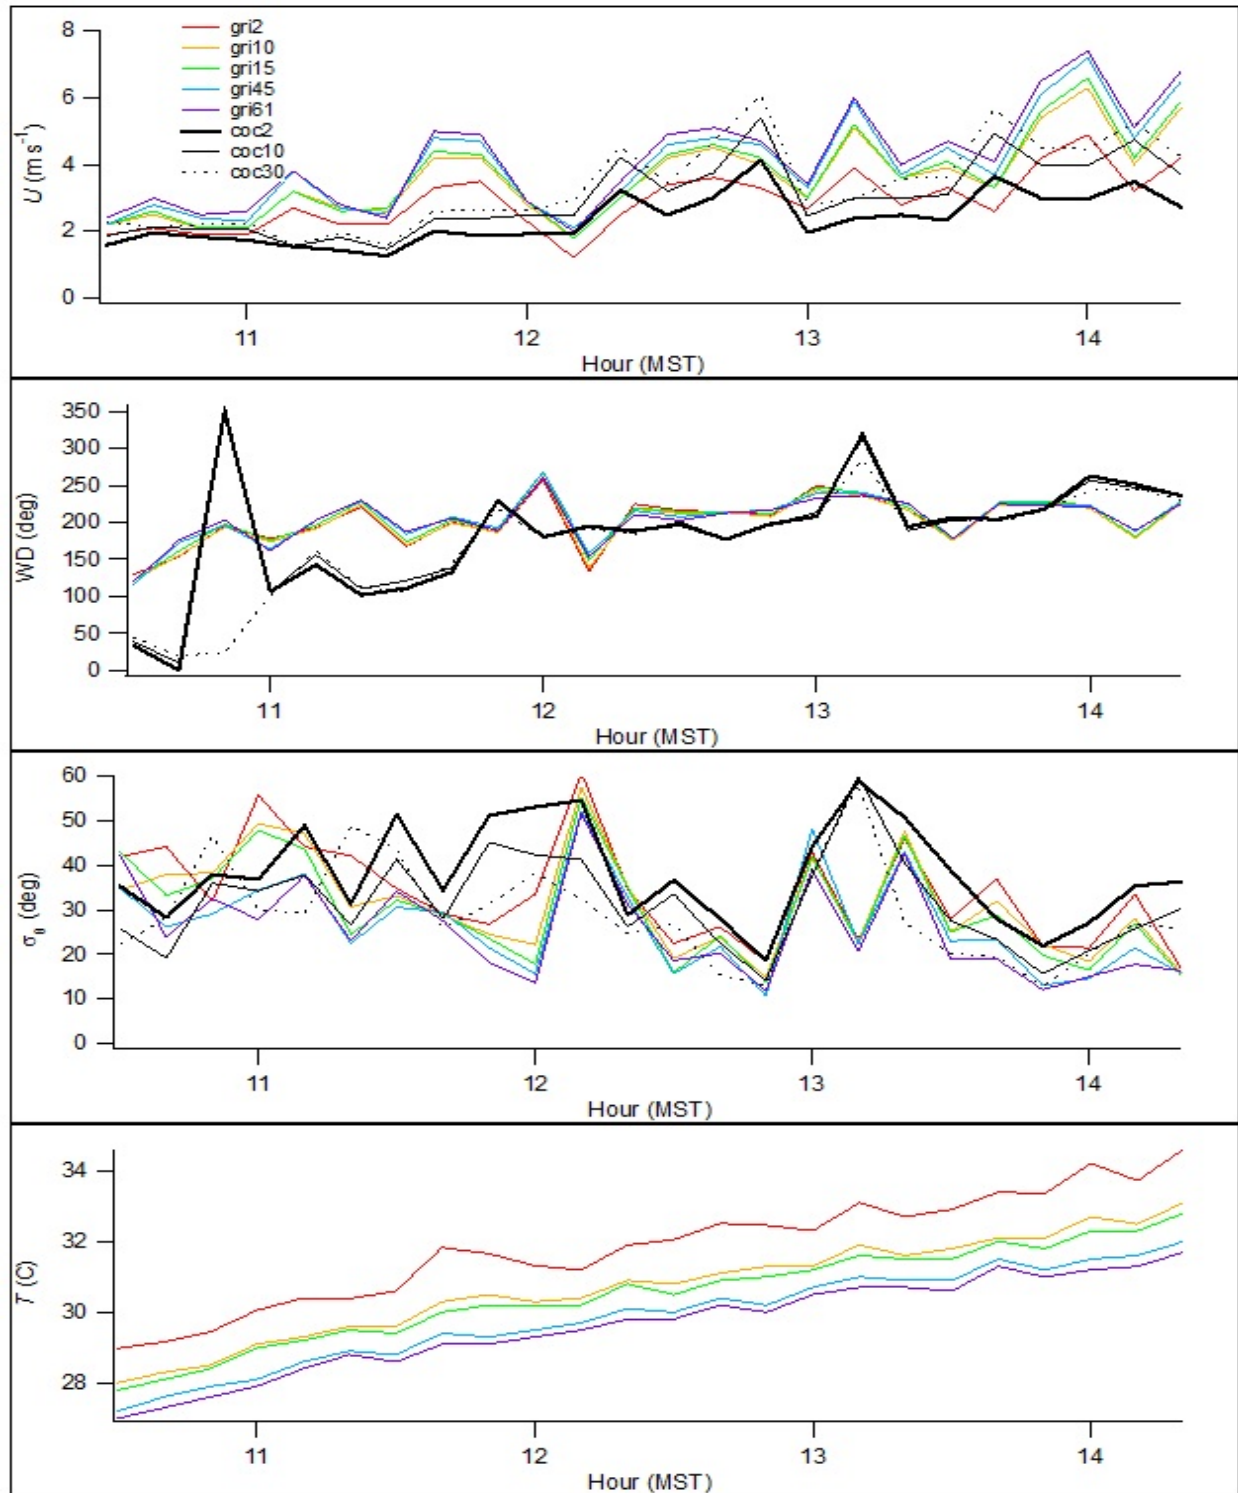 8
6
4
2
0
U (m s⁻¹)
gri2
gri10
gri15
gri45
gri61
coc2
coc10
coc30
11 12 13 14
Hour (MST)
350
300
250
200
150
100
50
0
WD (deg)
11 12 13 14
Hour (MST)
60
50
40
30
20
10
0
σθ (deg)
11 12 13 14
Hour (MST)
34
32
30
28
T (C)
11 12 13 14
Hour (MST)